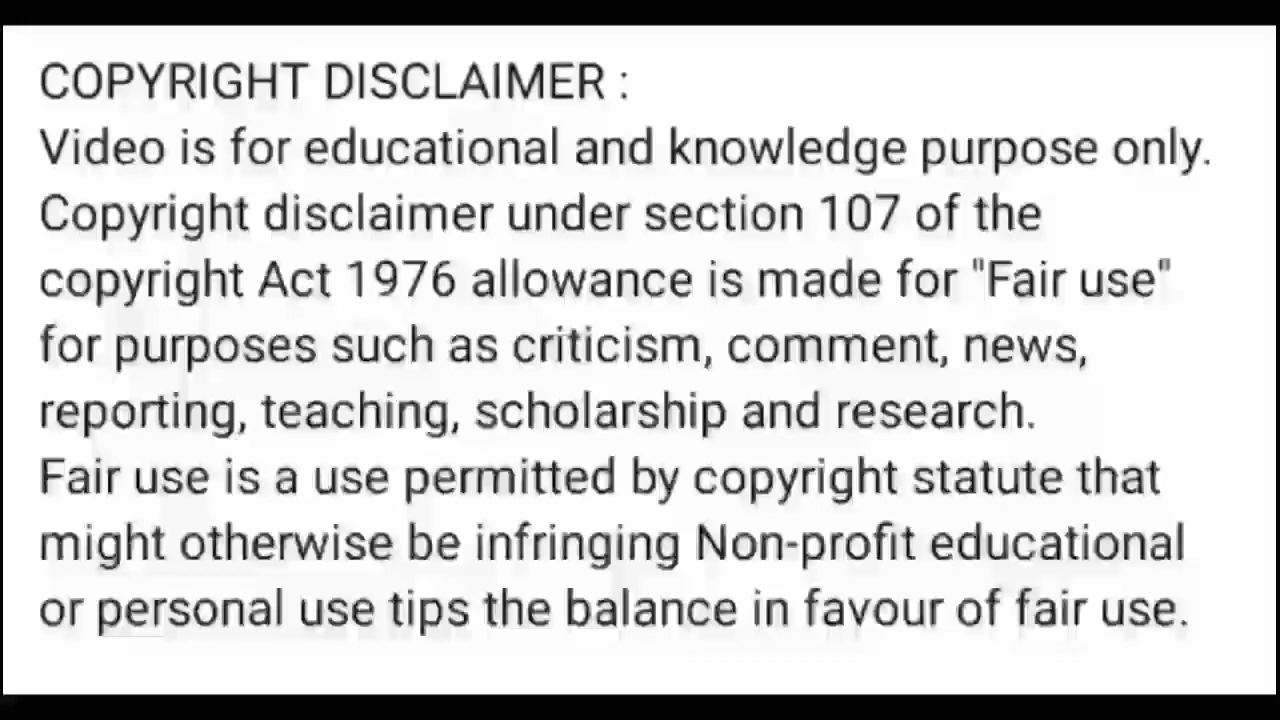 COPYRIGHT DISCLAIMER :
Video is for educational and knowledge purpose only.
Copyright disclaimer under section 107 of the
copyright Act 1976 allowance is made for "Fair use"
for purposes such as criticism, comment, news,
reporting, teaching, scholarship and research.
Fair use is a use permitted by copyright statute that
might otherwise be infringing Non-profit educational
or personal use tips the balance in favour of fair use.